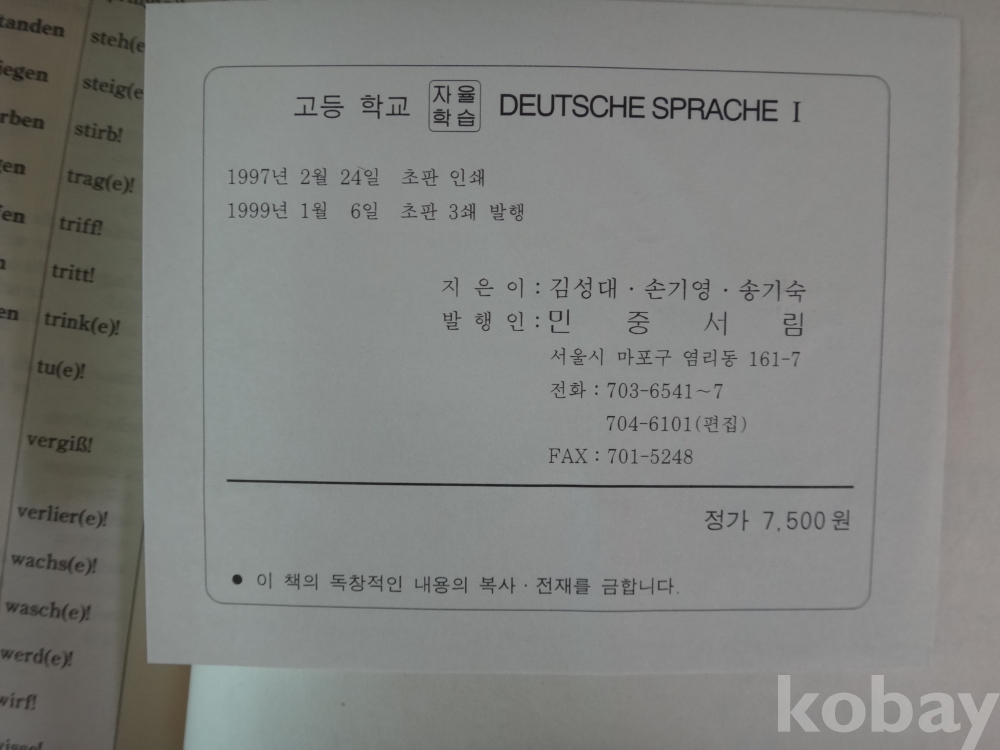 tanden steh(e
iegen steig(e
rben stirb!
gen trag(e)!
en triff!
tritt!
en trink(e)!
tu(e)!
vergiß!
verlier(e)!
wachs(e)!
wasch(e)!
werd(e)!
wirf!
고등 학교 자율학습 DEUTSCHE SPRACHE I
1997년 2월 24일 초판 인쇄
1999년 1월 6일 초판 3쇄 발행
지 은 이 : 김성대 · 손기영 · 송기숙
발 행 인 : 민 중 서 림
서울시 마포구 염리동 161-7
전화 : 703-6541~7
704-6101(편집)
FAX : 701-5248
정가 7,500원
● 이 책의 독창적인 내용의 복사 · 전재를 금합니다.
kobay